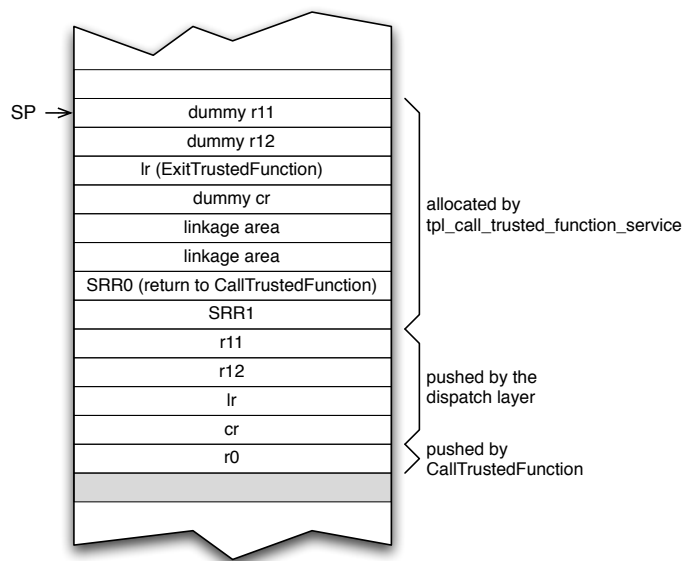 SP
dummy r11
dummy r12
lr (ExitTrustedFunction)
dummy cr
linkage area
linkage area
SRR0 (return to CallTrustedFunction)
SRR1
r11
r12
lr
cr
r0
allocated by
tpl_call_trusted_function_service
pushed by the
dispatch layer
pushed by
CallTrustedFunction